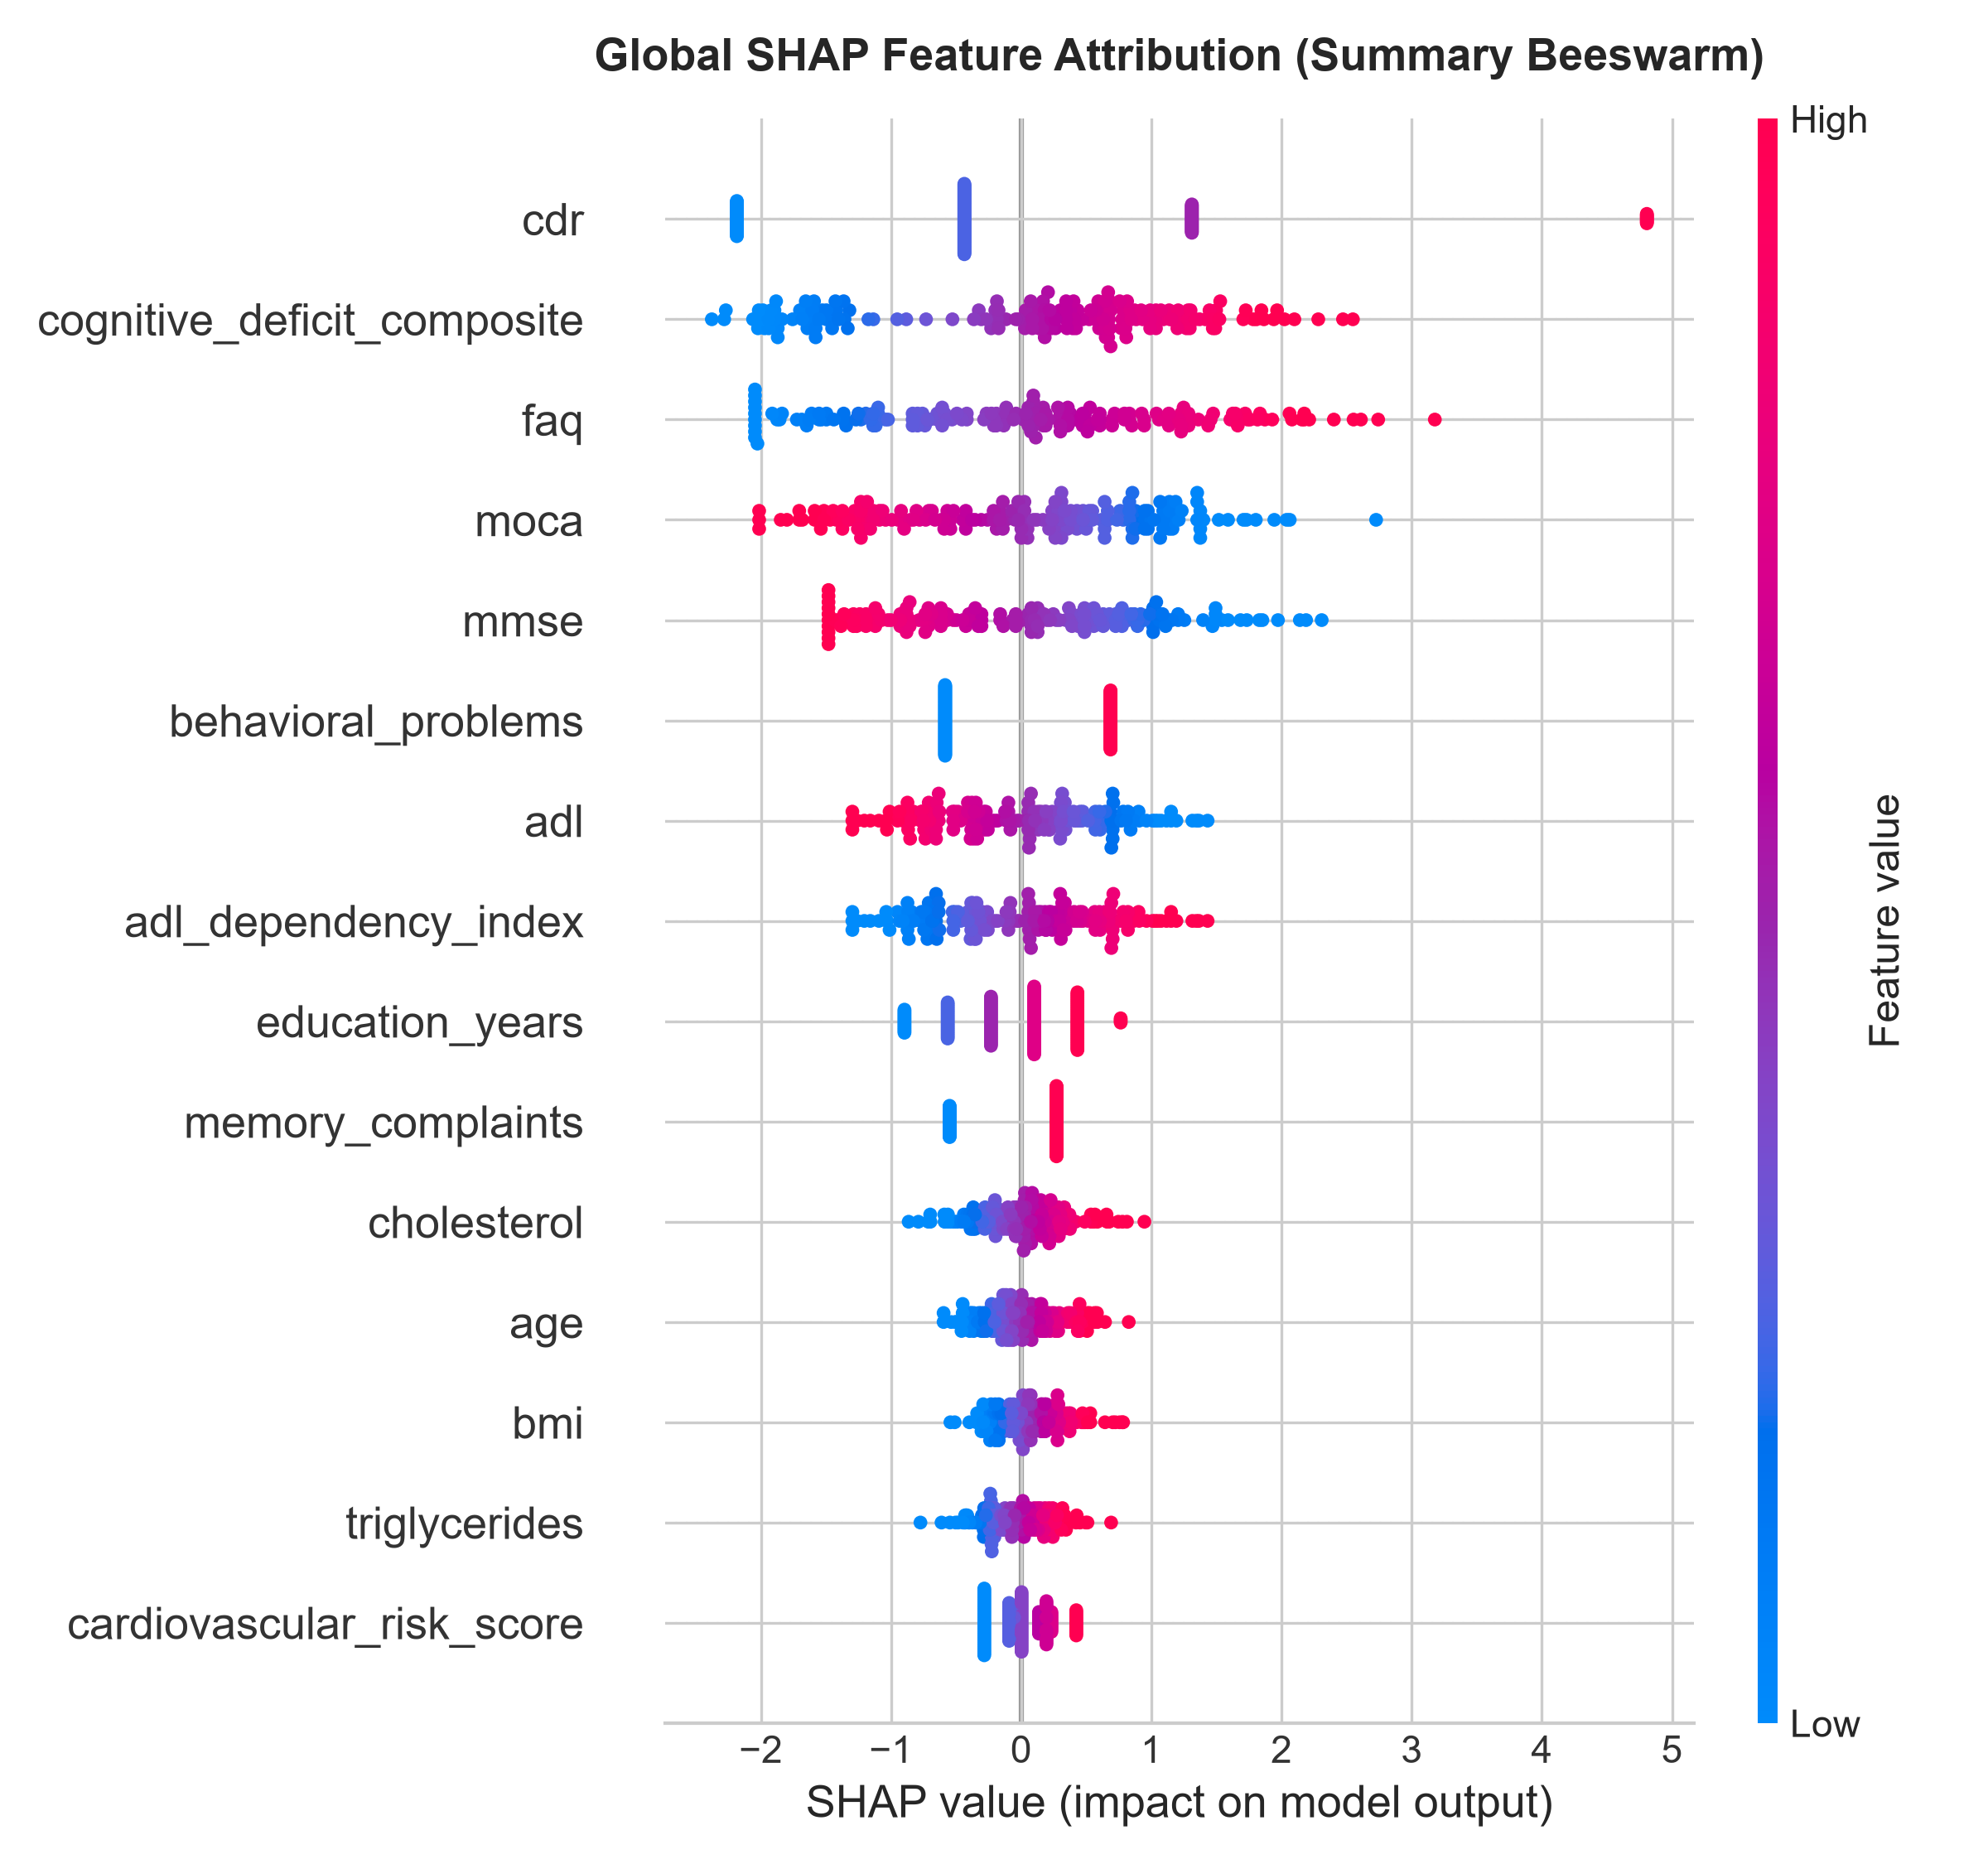 Global SHAP Feature Attribution (Summary Beeswarm)
High
cdr
cognitive_deficit_composite
faq
moca
mmse
behavioral_problems
adl
adl_dependency_index
education_years
memory_complaints
cholesterol
age
bmi
triglycerides
cardiovascular_risk_score
Feature value
Low
−2 −1 0 1 2 3 4 5
SHAP value (impact on model output)